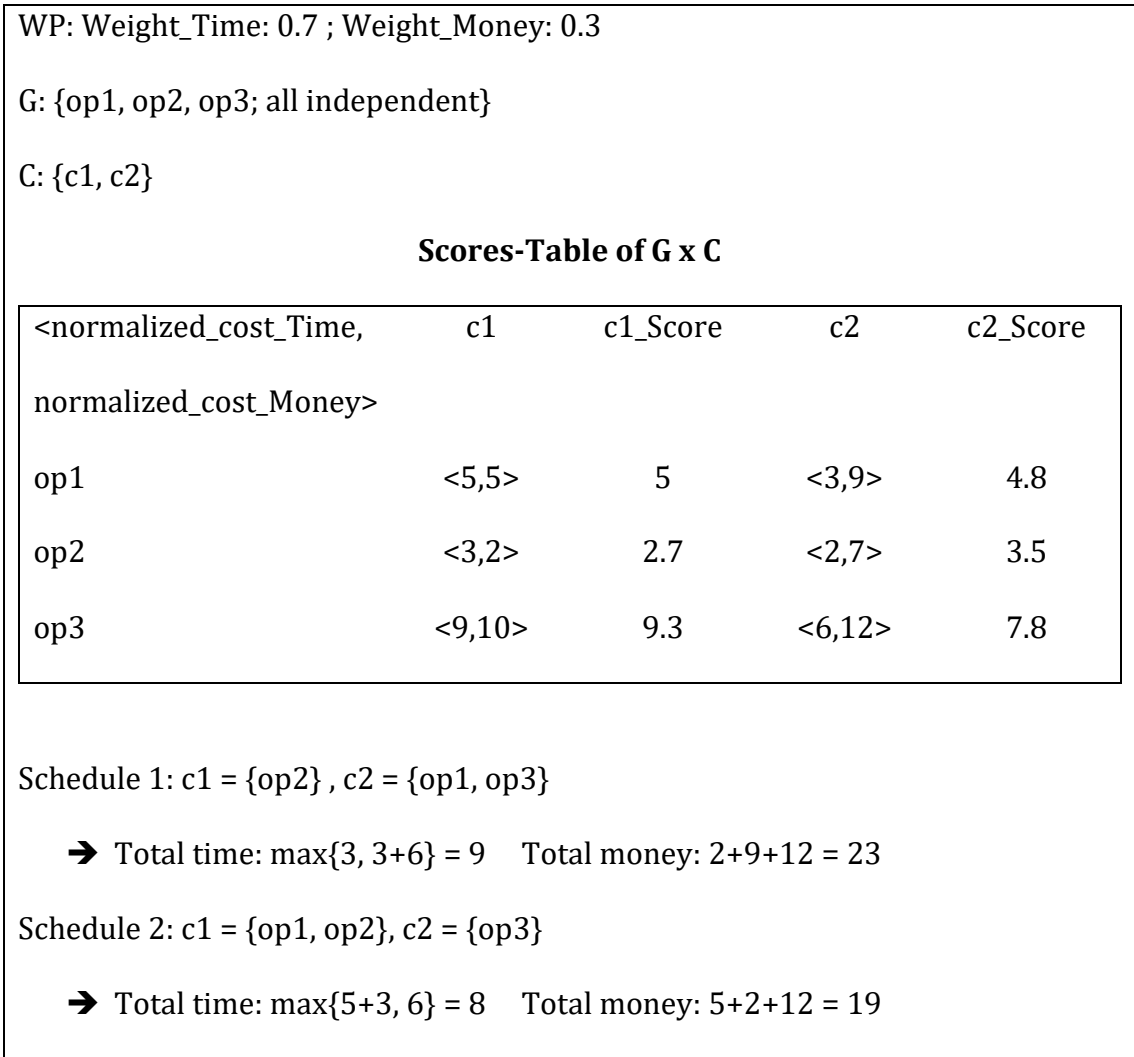 WP: Weight_Time: 0.7 ; Weight_Money: 0.3
G: {op1, op2, op3; all independent}
C: {c1, c2}
Scores-Table of G x C
<normalized_cost_Time, c1 c1_Score c2 c2_Score
normalized_cost_Money>
op1 <5,5> 5 <3,9> 4.8
op2 <3,2> 2.7 <2,7> 3.5
op3 <9,10> 9.3 <6,12> 7.8
Schedule 1: c1 = {op2} , c2 = {op1, op3}
➔ Total time: max{3, 3+6} = 9 Total money: 2+9+12 = 23
Schedule 2: c1 = {op1, op2}, c2 = {op3}
➔ Total time: max{5+3, 6} = 8 Total money: 5+2+12 = 19